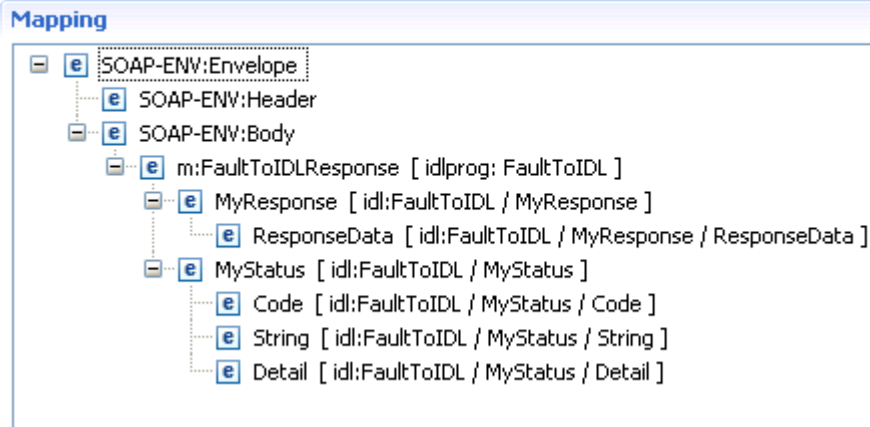 Mapping
SOAP-ENV:Envelope
SOAP-ENV:Header
SOAP-ENV:Body
m:FaultToIDLResponse [ idlprog: FaultToIDL ]
MyResponse [ idl:FaultToIDL / MyResponse ]
ResponseData [ idl:FaultToIDL / MyResponse / ResponseData ]
MyStatus [ idl:FaultToIDL / MyStatus ]
Code [ idl:FaultToIDL / MyStatus / Code ]
String [ idl:FaultToIDL / MyStatus / String ]
Detail [ idl:FaultToIDL / MyStatus / Detail ]